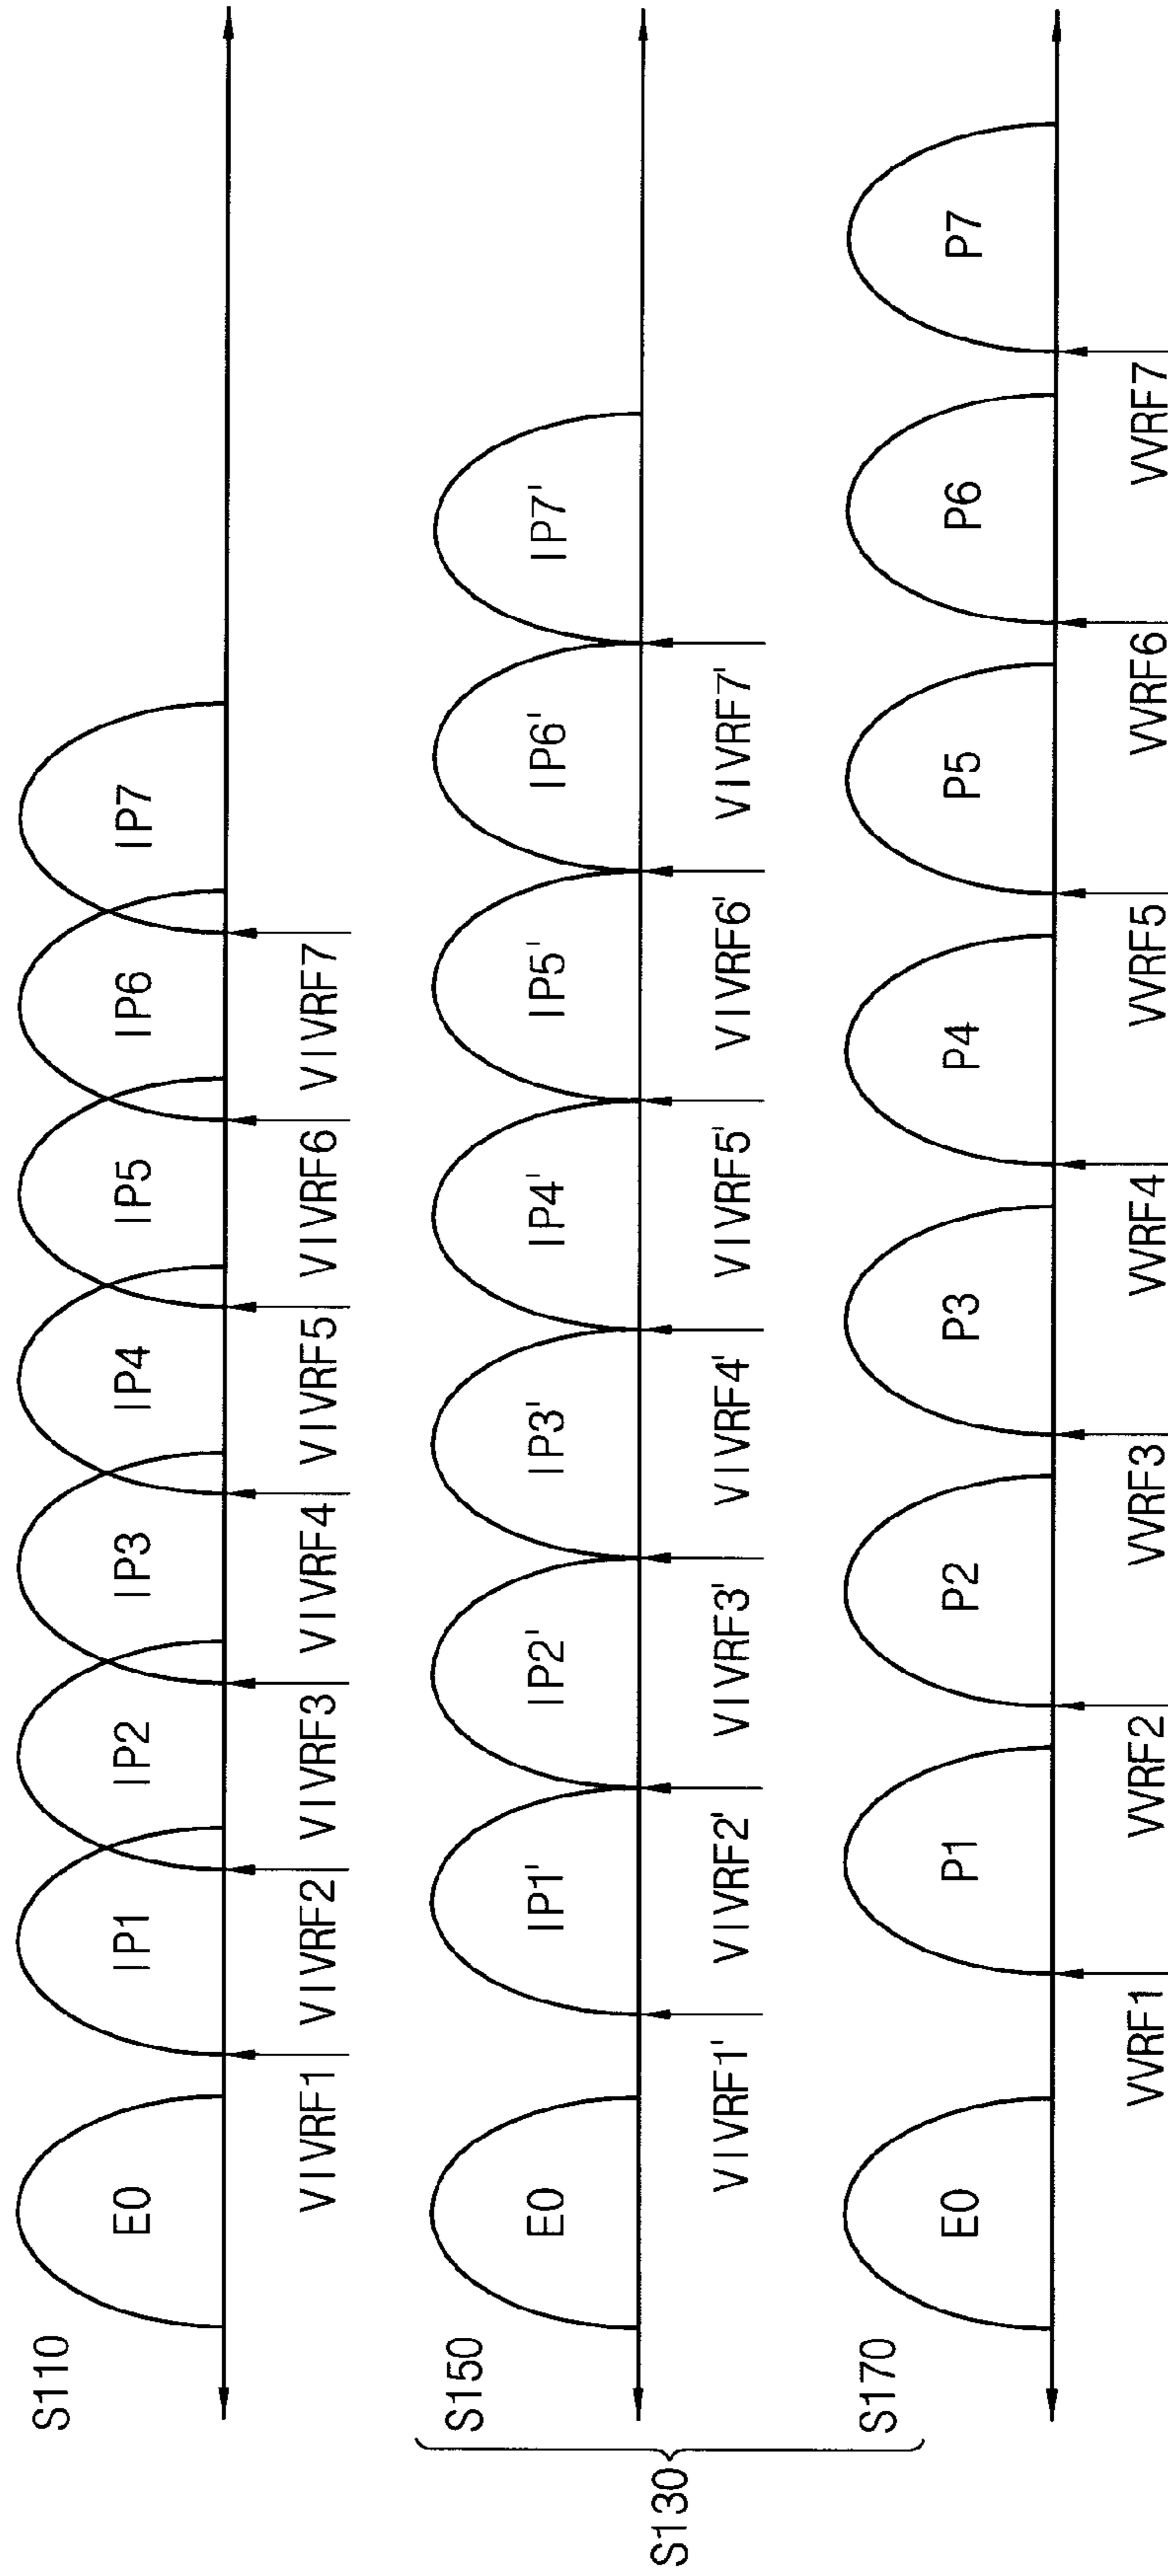 S110
E0 IP1 IP2 IP3 IP4 IP5 IP6 IP7
VIVRF1 VIVRF2 VIVRF3 VIVRF4 VIVRF5 VIVRF6 VIVRF7
S130
S150
E0 IP1' IP2' IP3' IP4' IP5' IP6' IP7'
VIVRF1' VIVRF2' VIVRF3' VIVRF4' VIVRF5' VIVRF6' VIVRF7'
S170
E0 P1 P2 P3 P4 P5 P6 P7
VVRF1 VVRF2 VVRF3 VVRF4 VVRF5 VVRF6 VVRF7